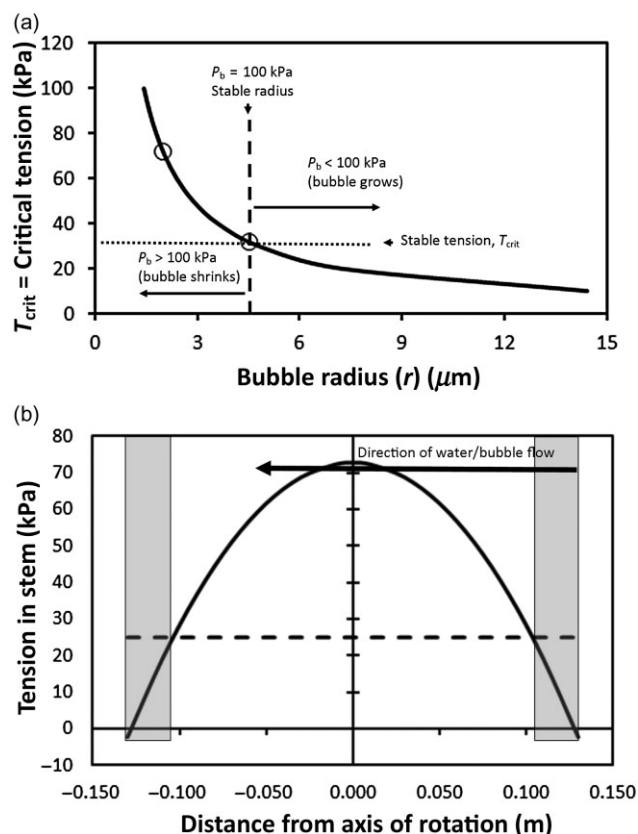 (a)
T_crit = Critical tension (kPa)
120
100
80
60
40
20
0
P_b = 100 kPa
Stable radius
P_b < 100 kPa
(bubble grows)
Stable tension, T_crit
P_b > 100 kPa
(bubble shrinks)
0 3 6 9 12 15
Bubble radius (r) (μm)
(b)
Tension in stem (kPa)
80
70
60
50
40
30
20
10
0
–10
Direction of water/bubble flow
–0.150 –0.100 –0.050 0.000 0.050 0.100 0.150
Distance from axis of rotation (m)